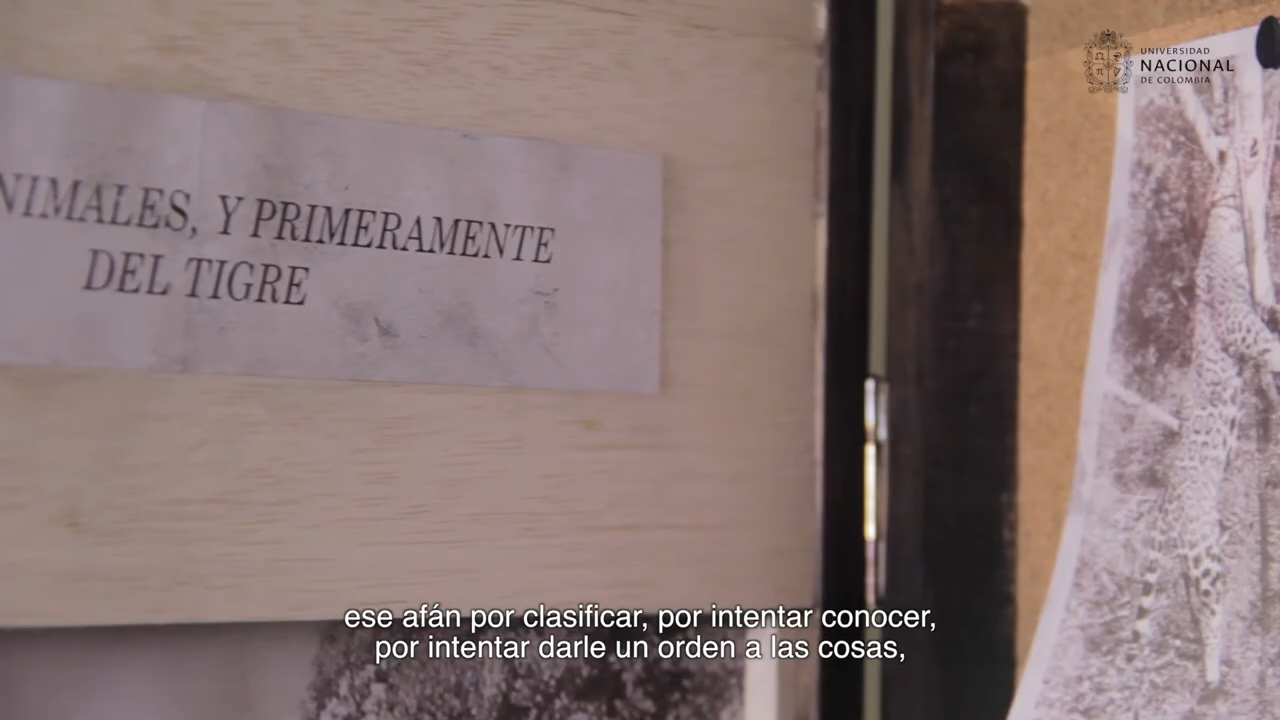 UNIVERSIDAD
NACIONAL
DE COLOMBIA
NIMALES, Y PRIMERAMENTE
DEL TIGRE
ese afán por clasificar, por intentar conocer,
por intentar darle un orden a las cosas,